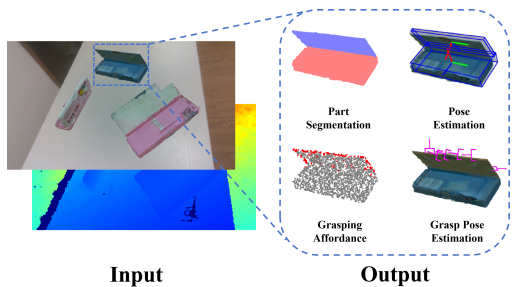 Part
Segmentation
Pose
Estimation
Grasping
Affordance
Grasp Pose
Estimation
Input
Output